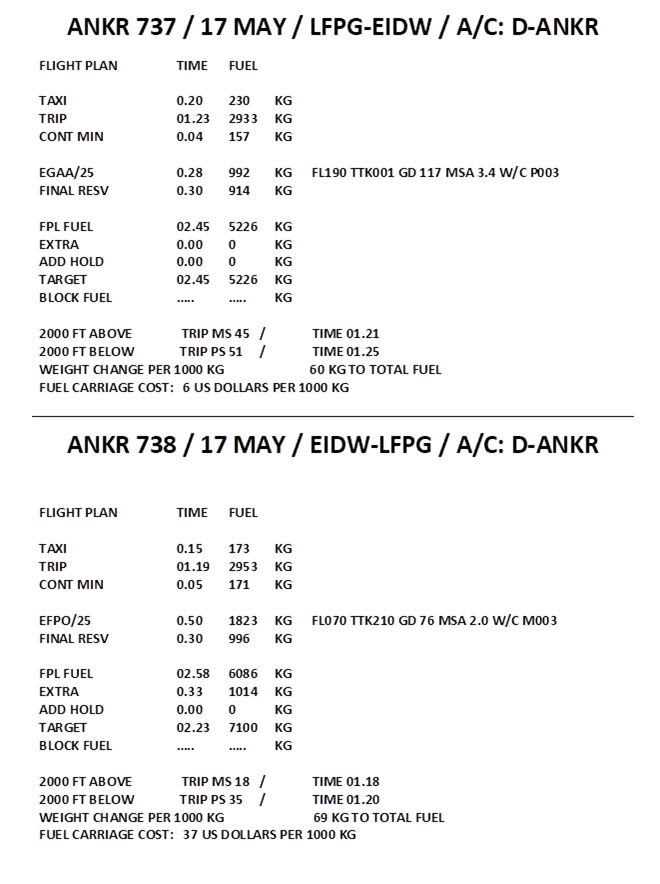 ANKR 737 / 17 MAY / LFPG-EIDW / A/C: D-ANKR
FLIGHT PLAN TIME FUEL
TAXI 0.20 230 KG
TRIP 01.23 2933 KG
CONT MIN 0.04 157 KG
EGAA/25 0.28 992 KG FL190 TTK001 GD 117 MSA 3.4 W/C P003
FINAL RESV 0.30 914 KG
FPL FUEL 02.45 5226 KG
EXTRA 0.00 0 KG
ADD HOLD 0.00 0 KG
TARGET 02.45 5226 KG
BLOCK FUEL ..... ..... KG
2000 FT ABOVE TRIP MS 45 / TIME 01.21
2000 FT BELOW TRIP PS 51 / TIME 01.25
WEIGHT CHANGE PER 1000 KG 60 KG TO TOTAL FUEL
FUEL CARRIAGE COST: 6 US DOLLARS PER 1000 KG
ANKR 738 / 17 MAY / EIDW-LFPG / A/C: D-ANKR
FLIGHT PLAN TIME FUEL
TAXI 0.15 173 KG
TRIP 01.19 2953 KG
CONT MIN 0.05 171 KG
EFPO/25 0.50 1823 KG FL070 TTK210 GD 76 MSA 2.0 W/C M003
FINAL RESV 0.30 996 KG
FPL FUEL 02.58 6086 KG
EXTRA 0.33 1014 KG
ADD HOLD 0.00 0 KG
TARGET 02.23 7100 KG
BLOCK FUEL ..... ..... KG
2000 FT ABOVE TRIP MS 18 / TIME 01.18
2000 FT BELOW TRIP PS 35 / TIME 01.20
WEIGHT CHANGE PER 1000 KG 69 KG TO TOTAL FUEL
FUEL CARRIAGE COST: 37 US DOLLARS PER 1000 KG